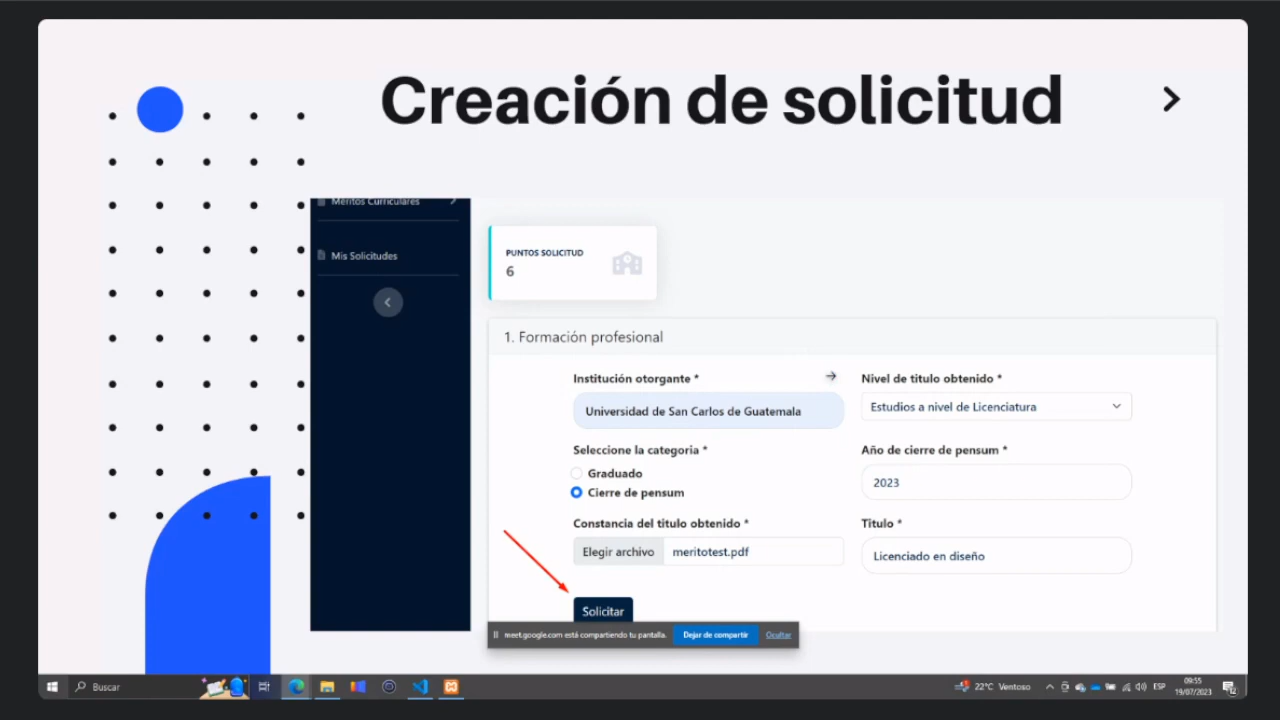 Creación de solicitud
Meritos Curriculares
Mis Solicitudes
PUNTOS SOLICITUD
6
1. Formación profesional
Institución otorgante *
Nivel de titulo obtenido *
Universidad de San Carlos de Guatemala
Estudios a nivel de Licenciatura
Seleccione la categoria *
Año de cierre de pensum *
Graduado
Cierre de pensum
2023
Constancia del titulo obtenido *
Titulo *
Elegir archivo meritotest.pdf
Licenciado en diseño
Solicitar
meet.google.com está compartiendo tu pantalla. Dejar de compartir Ocultar
Buscar
22°C Ventoso
ESP
09:55
19/07/2023